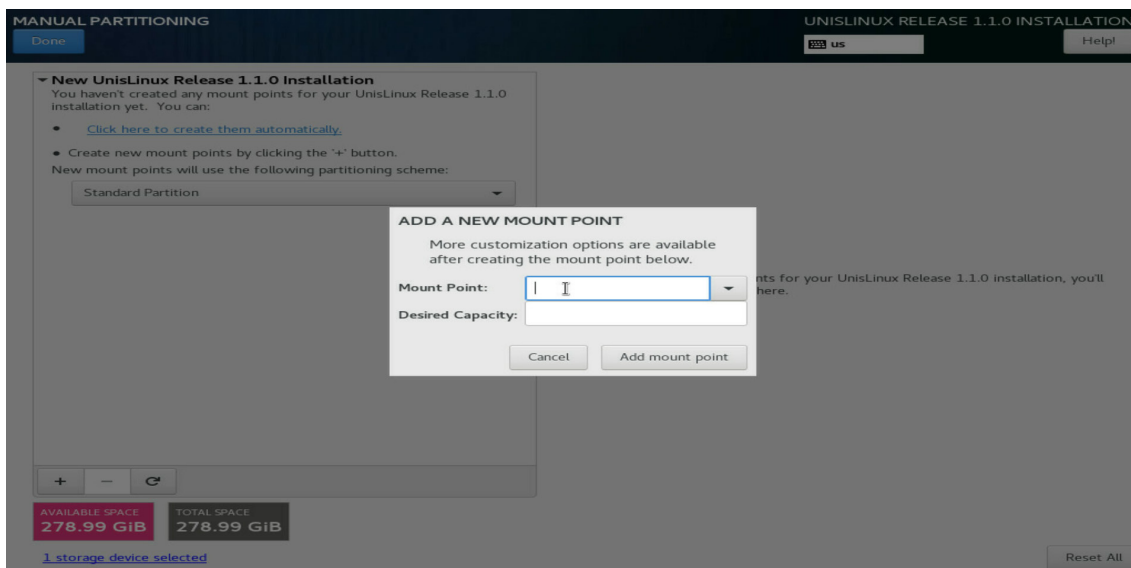 MANUAL PARTITIONING
UNISLINUX RELEASE 1.1.0 INSTALLATION
Done
us
Help!
New UnisLinux Release 1.1.0 Installation
You haven't created any mount points for your UnisLinux Release 1.1.0
installation yet. You can:
• Click here to create them automatically.
• Create new mount points by clicking the '+' button.
New mount points will use the following partitioning scheme:
Standard Partition
ADD A NEW MOUNT POINT
More customization options are available
after creating the mount point below.
nts for your UnisLinux Release 1.1.0 installation, you'll
here.
Mount Point:
Desired Capacity:
Cancel
Add mount point
+ −
AVAILABLE SPACE
278.99 GiB
TOTAL SPACE
278.99 GiB
1 storage device selected
Reset All